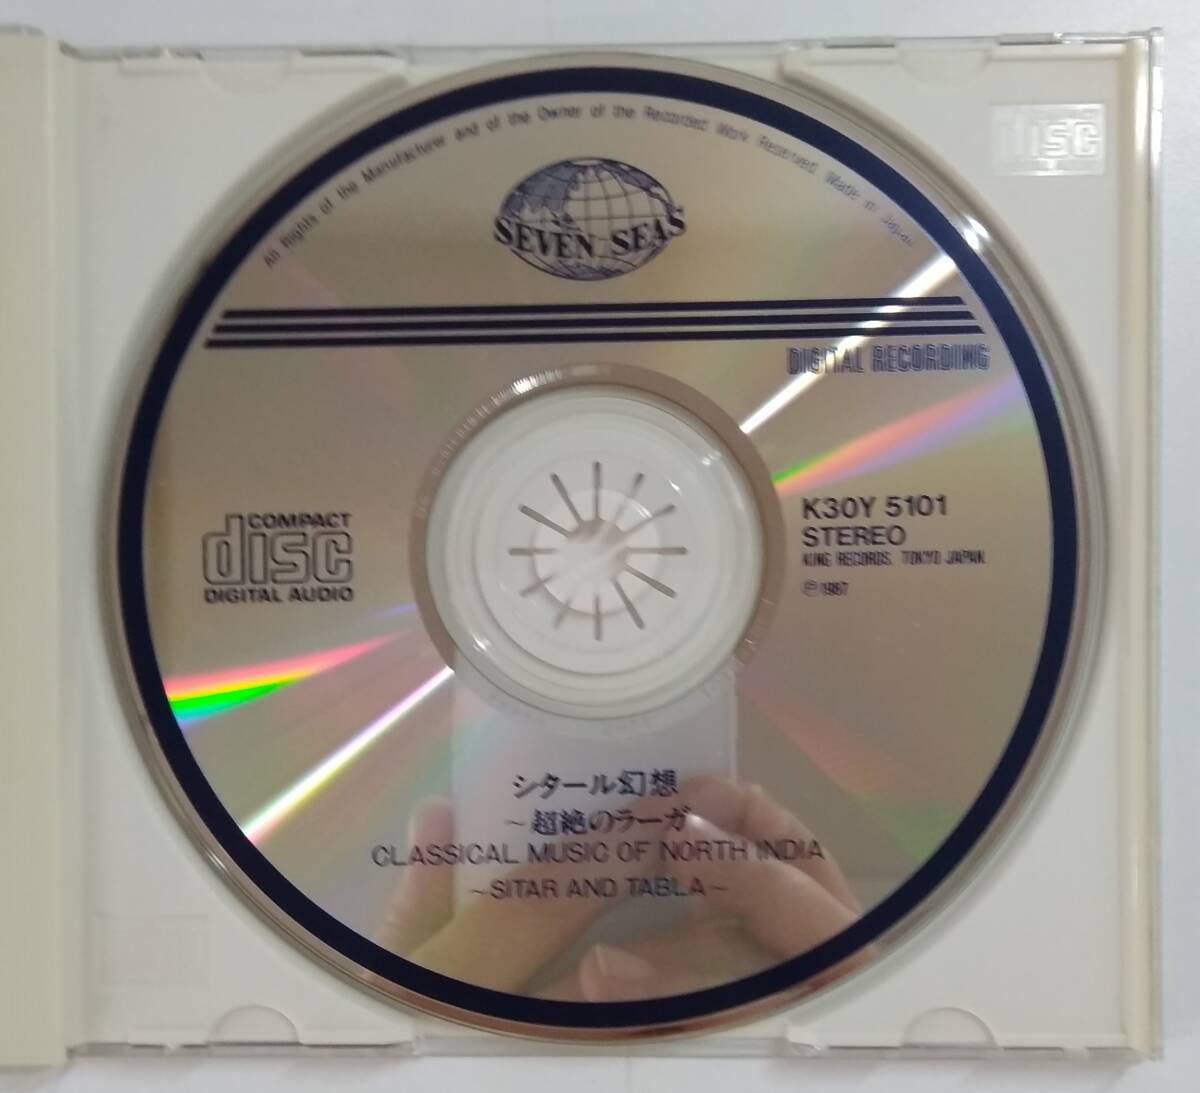 All Rights of the Manufacturer and of the Owner of the Recorded Work Reserved Made in Japan
SEVEN SEAS
DIGITAL RECORDING
disc
COMPACT
disc
DIGITAL AUDIO
K30Y 5101
STEREO
KING RECORDS. TOKYO JAPAN
℗ 1987
シタール幻想
~超絶のラーガ
CLASSICAL MUSIC OF NORTH INDIA
~SITAR AND TABLA~